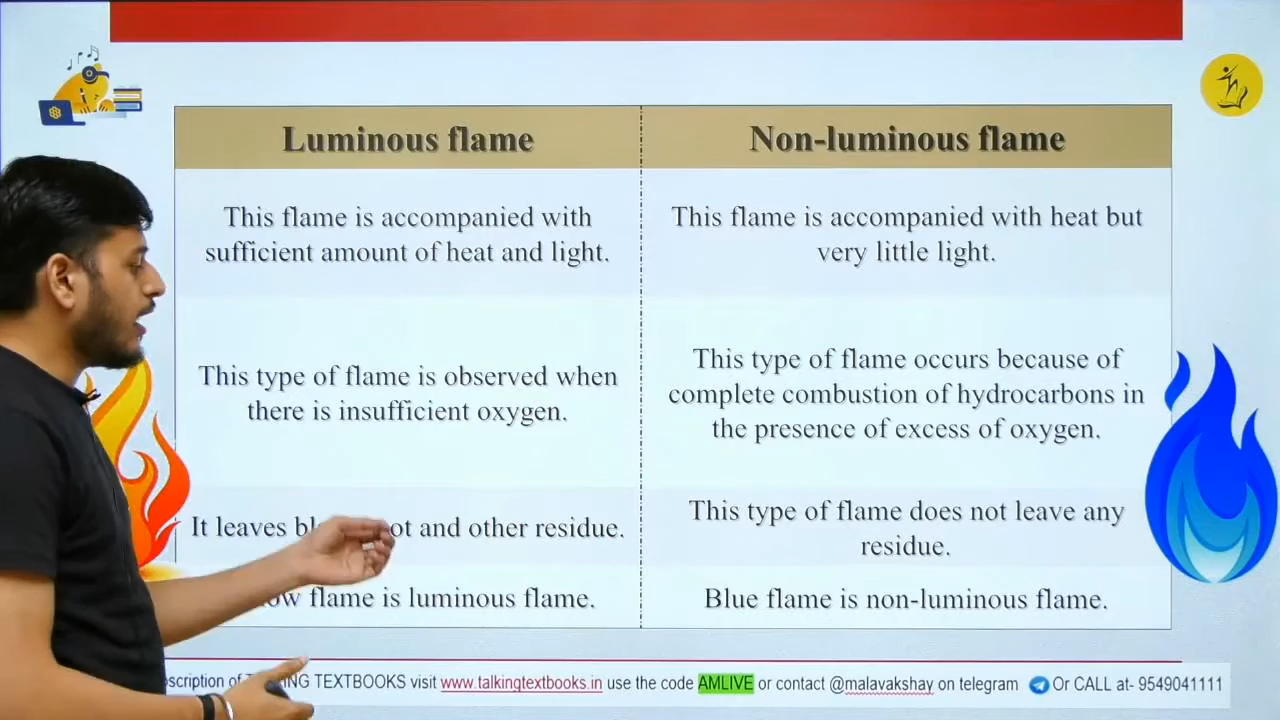 Luminous flame
Non-luminous flame
This flame is accompanied with
sufficient amount of heat and light.
This flame is accompanied with heat but
very little light.
This type of flame is observed when
there is insufficient oxygen.
This type of flame occurs because of
complete combustion of hydrocarbons in
the presence of excess of oxygen.
It leaves and other residue.
This type of flame does not leave any
residue.
flame is luminous flame.
Blue flame is non-luminous flame.
of TEXTBOOKS visit www.talkingtextbooks.in use the code AMLIVE or contact @malavakshay on telegram Or CALL at- 9549041111